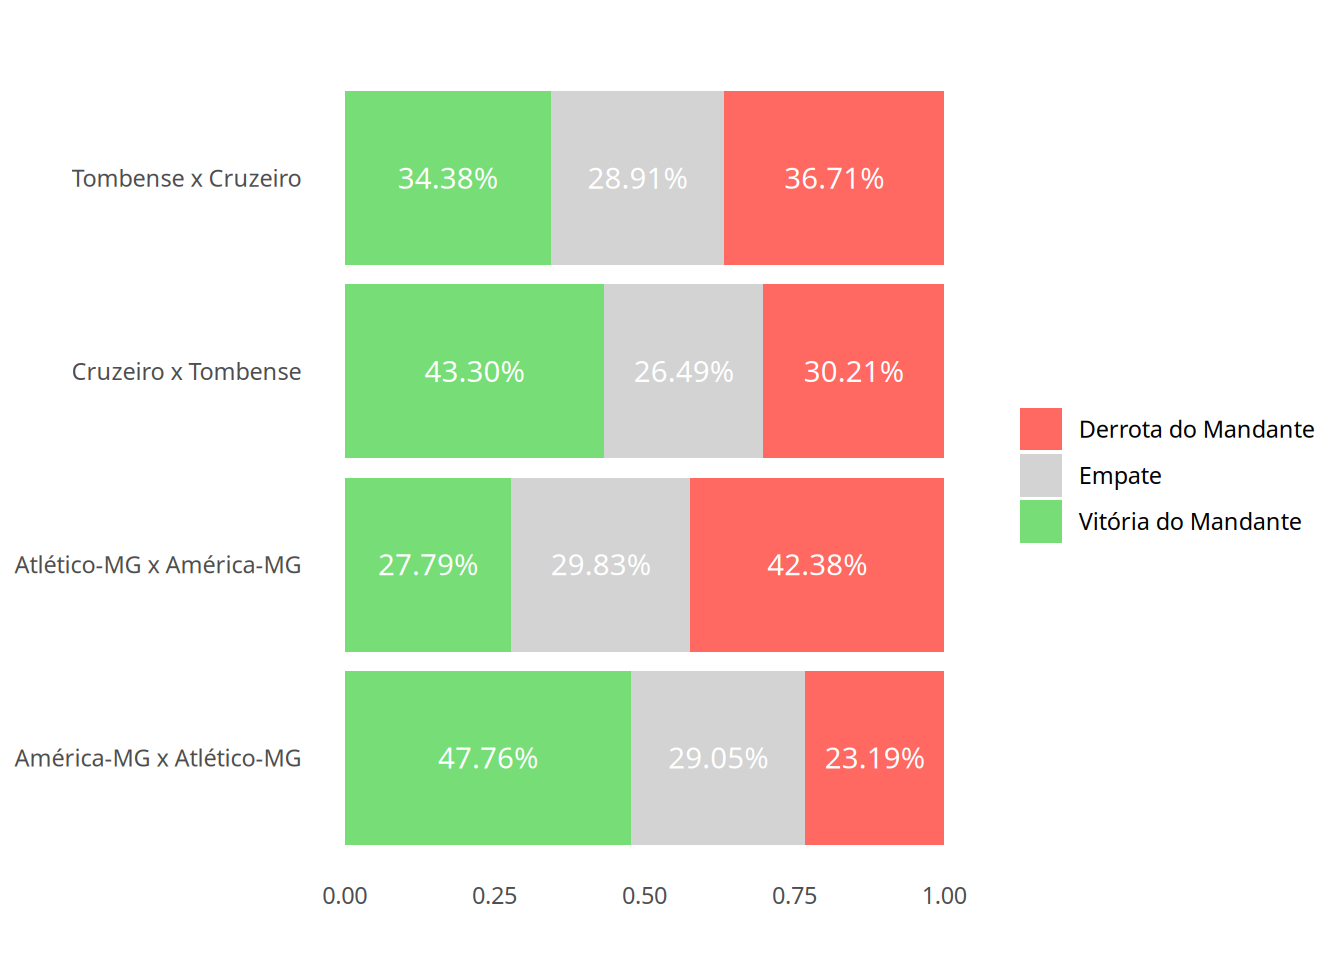 Tombense x Cruzeiro
34.38%
28.91%
36.71%
Cruzeiro x Tombense
43.30%
26.49%
30.21%
Atlético-MG x América-MG
27.79%
29.83%
42.38%
América-MG x Atlético-MG
47.76%
29.05%
23.19%
0.00
0.25
0.50
0.75
1.00
Derrota do Mandante
Empate
Vitória do Mandante